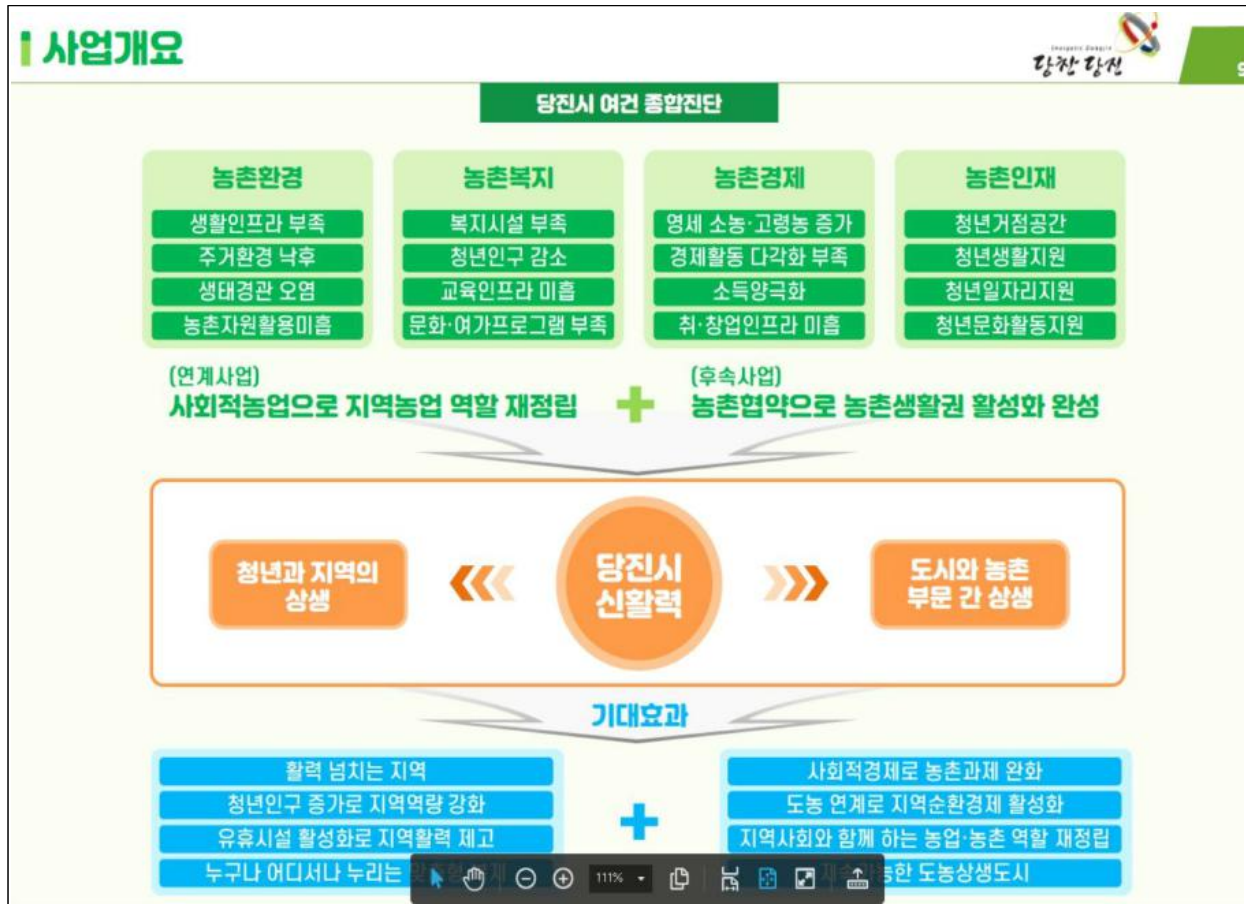 사업개요
Energetic Dangjin
당찬 당진
9
당진시 여건 종합진단
농촌환경
생활인프라 부족
주거환경 낙후
생태경관 오염
농촌자원활용미흡
농촌복지
복지시설 부족
청년인구 감소
교육인프라 미흡
문화·여가프로그램 부족
농촌경제
영세 소농·고령농 증가
경제활동 다각화 부족
소득양극화
취·창업인프라 미흡
농촌인재
청년거점공간
청년생활지원
청년일자리지원
청년문화활동지원
(연계사업)
사회적농업으로 지역농업 역할 재정립
+
(후속사업)
농촌협약으로 농촌생활권 활성화 완성
청년과 지역의
상생
당진시
신활력
도시와 농촌
부문 간 상생
기대효과
활력 넘치는 지역
청년인구 증가로 지역역량 강화
유휴시설 활성화로 지역활력 제고
누구나 어디서나 누리는
+
사회적경제로 농촌과제 완화
도농 연계로 지역순환경제 활성화
지역사회와 함께 하는 농업·농촌 역할 재정립
도농상생도시
111%